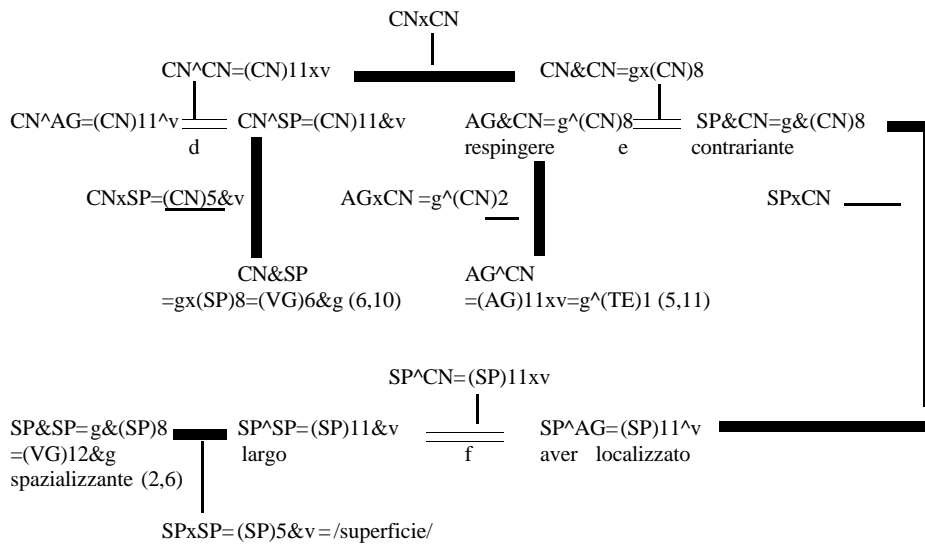 CNxCN
CN^CN=(CN)11xv CN&CN=gx(CN)8
CN^AG=(CN)11^v CN^SP=(CN)11&v AG&CN=g^(CN)8 SP&CN=g&(CN)8
d respingere e contrariante
CNxSP=(CN)5&v AGxCN =g^(CN)2 SPxCN
CN&SP AG^CN
=gx(SP)8=(VG)6&g (6,10) =(AG)11xv=g^(TE)1 (5,11)
SP^CN=(SP)11xv
SP&SP=g&(SP)8 SP^SP=(SP)11&v SP^AG=(SP)11^v
=(VG)12&g largo f aver localizzato
spazializzante (2,6)
SPxSP=(SP)5&v=/superficie/